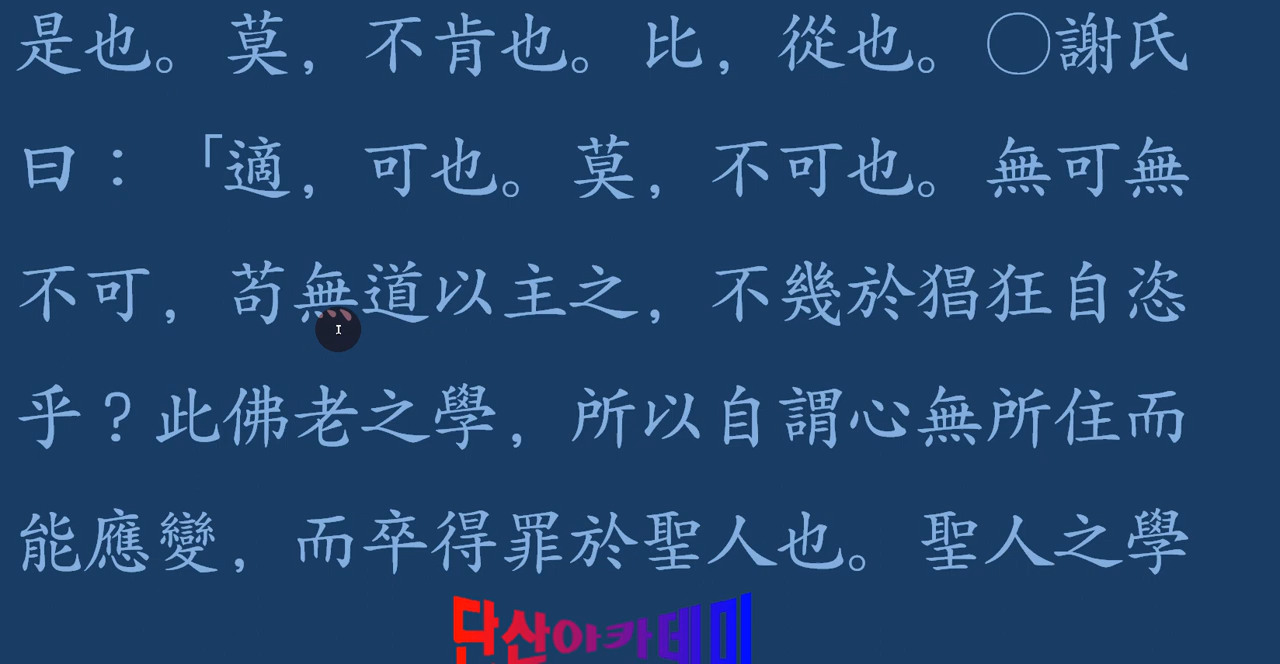 是也。莫，不肯也。比，從也。◯謝氏
曰：「適，可也。莫，不可也。無可無
不可，苟無道以主之，不幾於猖狂自恣
乎？此佛老之學，所以自謂心無所住而
能應變，而卒得罪於聖人也。聖人之學
단산아카데미